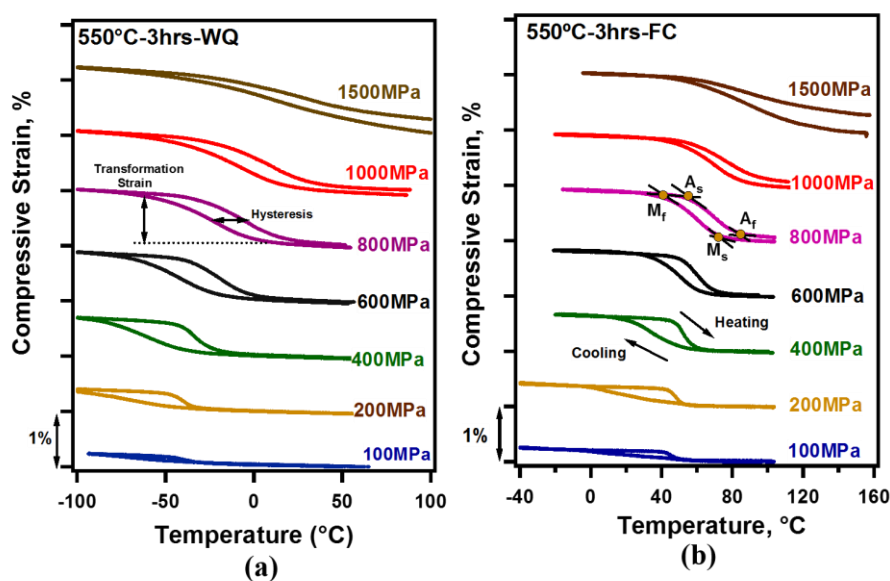 550°C-3hrs-WQ
Compressive Strain, %
1500MPa
1000MPa
Transformation
Strain
Hysteresis
800MPa
600MPa
400MPa
200MPa
1%
100MPa
-100 -50 0 50 100
Temperature (°C)
(a)
550°C-3hrs-FC
Compressive Strain, %
1500MPa
1000MPa
As
Mf
Af
Ms
800MPa
600MPa
Heating
400MPa
Cooling
200MPa
1%
100MPa
-40 0 40 80 120 160
Temperature, °C
(b)